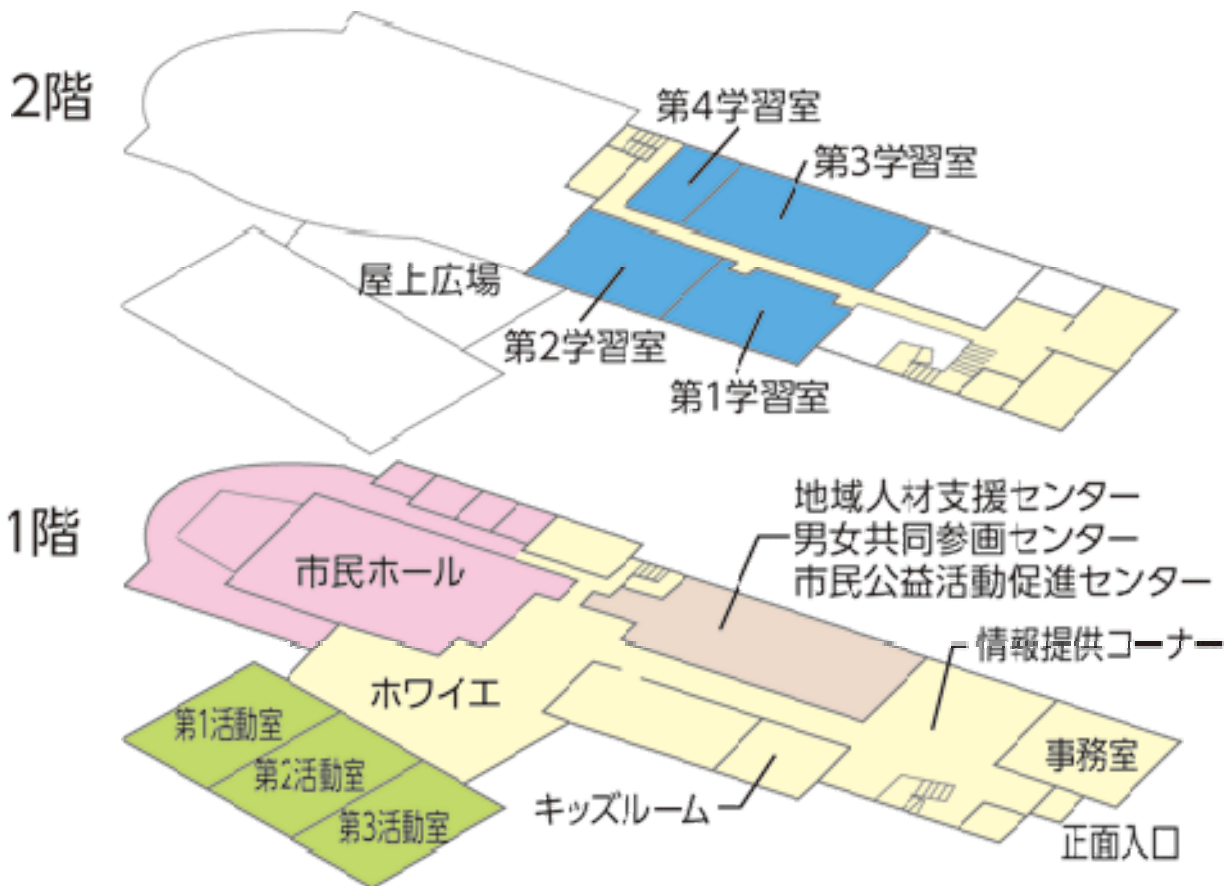 2階
第4学習室
第3学習室
屋上広場
第2学習室
第1学習室
1階
地域人材支援センター
男女共同参画センター
市民公益活動促進センター
市民ホール
情報提供コーナー
ホワイエ
第1活動室
第2活動室
第3活動室
事務室
キッズルーム
正面入口